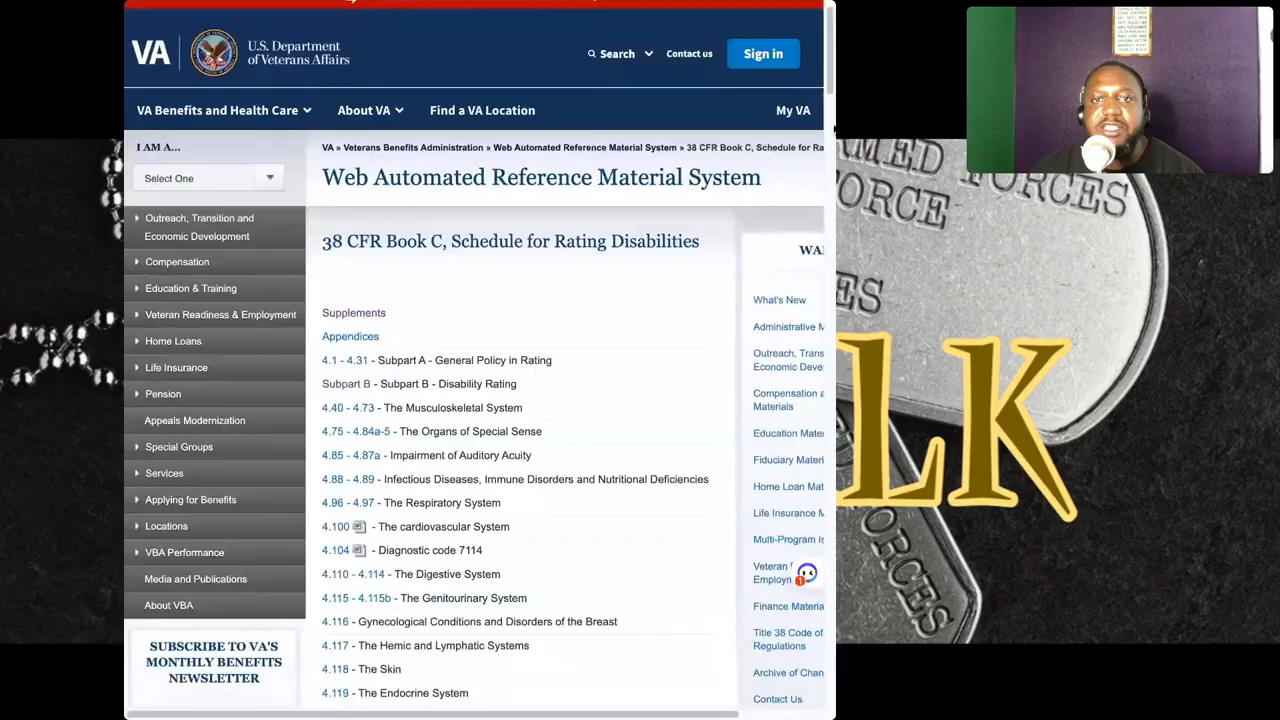 VA
U.S. Department
of Veterans Affairs
Search
Contact us
Sign in
VA Benefits and Health Care
About VA
Find a VA Location
My VA
I AM A...
Select One
Outreach, Transition and
Economic Development
Compensation
Education & Training
Veteran Readiness & Employment
Home Loans
Life Insurance
Pension
Appeals Modernization
Special Groups
Services
Applying for Benefits
Locations
VBA Performance
Media and Publications
About VBA
SUBSCRIBE TO VA'S
MONTHLY BENEFITS
NEWSLETTER
VA » Veterans Benefits Administration » Web Automated Reference Material System » 38 CFR Book C, Schedule for Ra
Web Automated Reference Material System
38 CFR Book C, Schedule for Rating Disabilities
Supplements
Appendices
4.1 - 4.31 - Subpart A - General Policy in Rating
Subpart B - Subpart B - Disability Rating
4.40 - 4.73 - The Musculoskeletal System
4.75 - 4.84a-5 - The Organs of Special Sense
4.85 - 4.87a - Impairment of Auditory Acuity
4.88 - 4.89 - Infectious Diseases, Immune Disorders and Nutritional Deficiencies
4.96 - 4.97 - The Respiratory System
4.100 - The cardiovascular System
4.104 - Diagnostic code 7114
4.110 - 4.114 - The Digestive System
4.115 - 4.115b - The Genitourinary System
4.116 - Gynecological Conditions and Disorders of the Breast
4.117 - The Hemic and Lymphatic Systems
4.118 - The Skin
4.119 - The Endocrine System
WA
What's New
Administrative M
Outreach, Trans
Economic Deve
Compensation a
Materials
Education Mate
Fiduciary Materi
Home Loan Mat
Life Insurance M
Multi-Program Is
Veteran
Employn
1
Finance Materia
Title 38 Code of
Regulations
Archive of Chan
Contact Us
MED FORCES
ORCE
ES
LK
FORCES